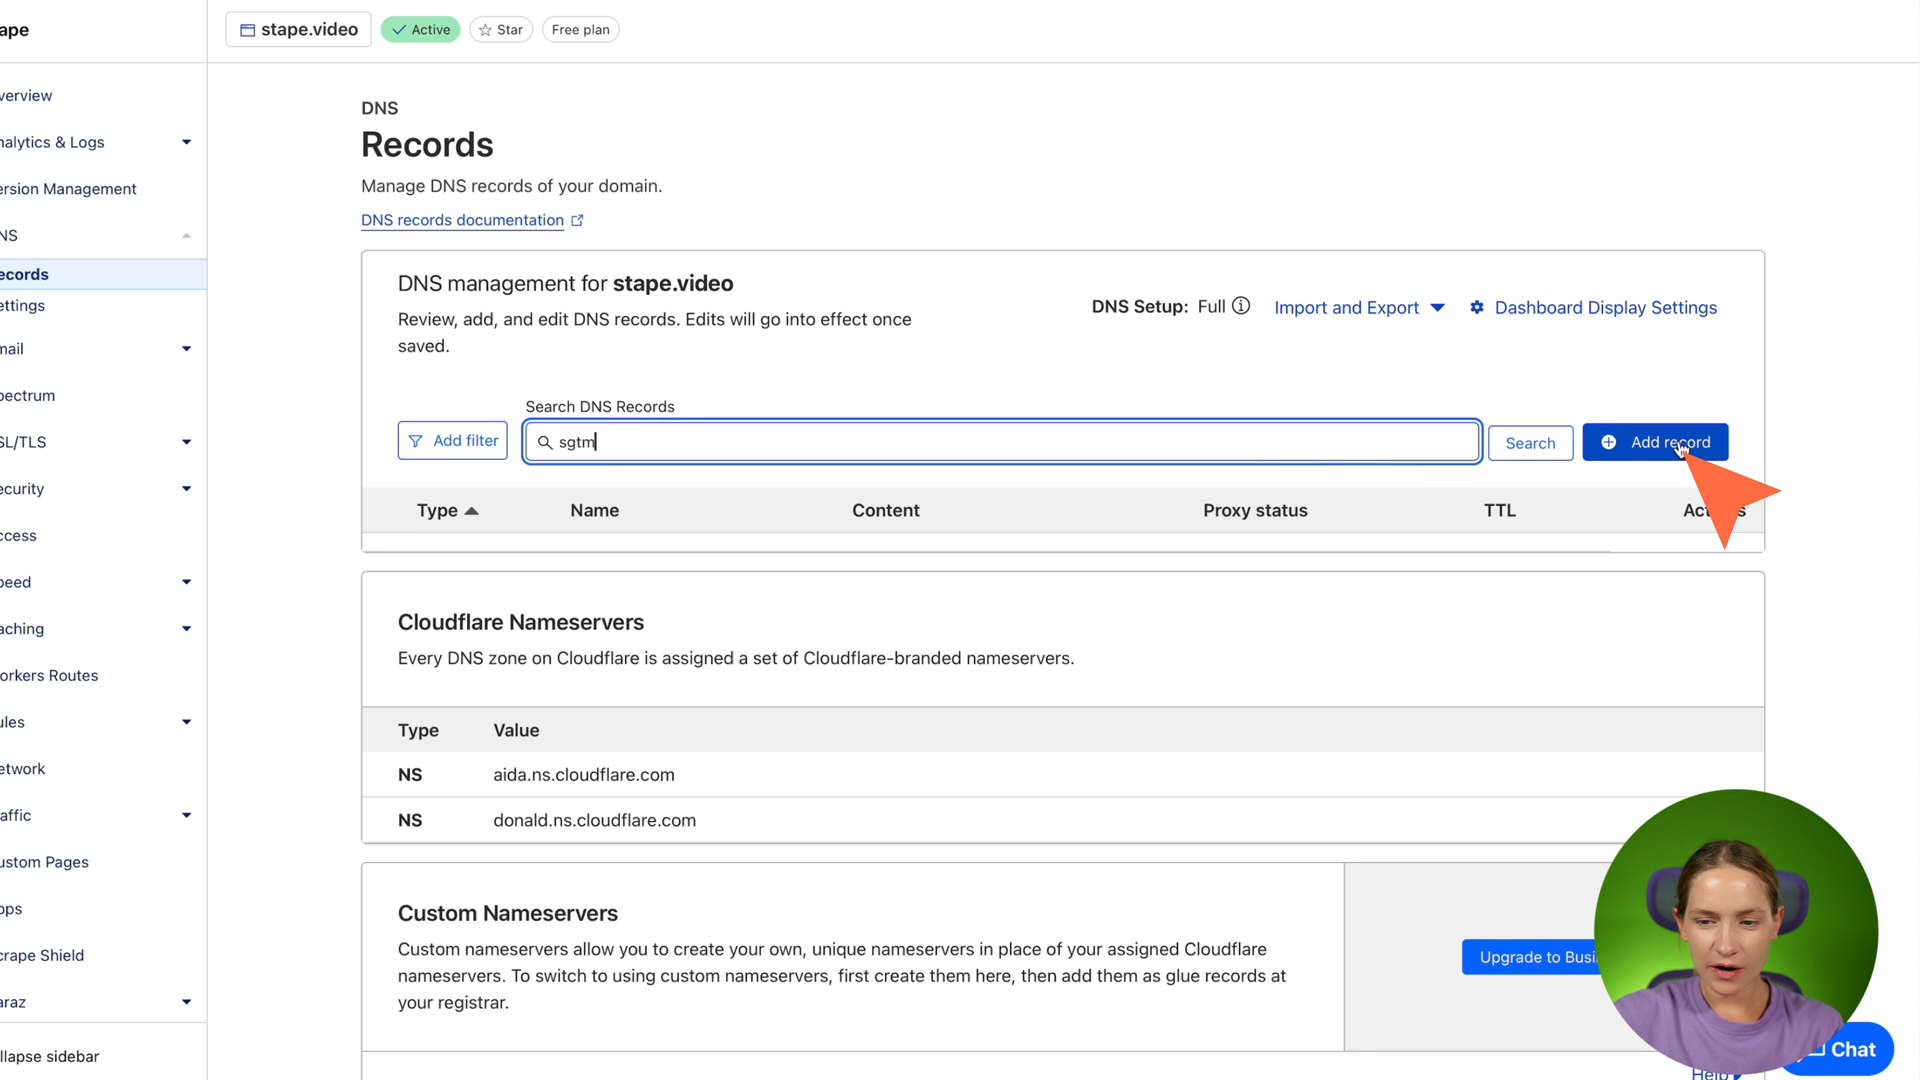 ape
stape.video
Active
Star
Free plan
verview
nalytics & Logs
ersion Management
NS
ecords
ettings
mail
pectrum
SL/TLS
ecurity
ccess
peed
aching
orkers Routes
ules
etwork
affic
ustom Pages
pps
crape Shield
araz
llapse sidebar
DNS
Records
Manage DNS records of your domain.
DNS records documentation
DNS management for stape.video
Review, add, and edit DNS records. Edits will go into effect once
saved.
DNS Setup: Full
Import and Export
Dashboard Display Settings
Search DNS Records
Add filter
sgtm
Search
Add record
Type Name Content Proxy status TTL
Cloudflare Nameservers
Every DNS zone on Cloudflare is assigned a set of Cloudflare-branded nameservers.
Type Value
NS aida.ns.cloudflare.com
NS donald.ns.cloudflare.com
Custom Nameservers
Custom nameservers allow you to create your own, unique nameservers in place of your assigned Cloudflare
nameservers. To switch to using custom nameservers, first create them here, then add them as glue records at
your registrar.
Upgrade to Busi
Chat
Help